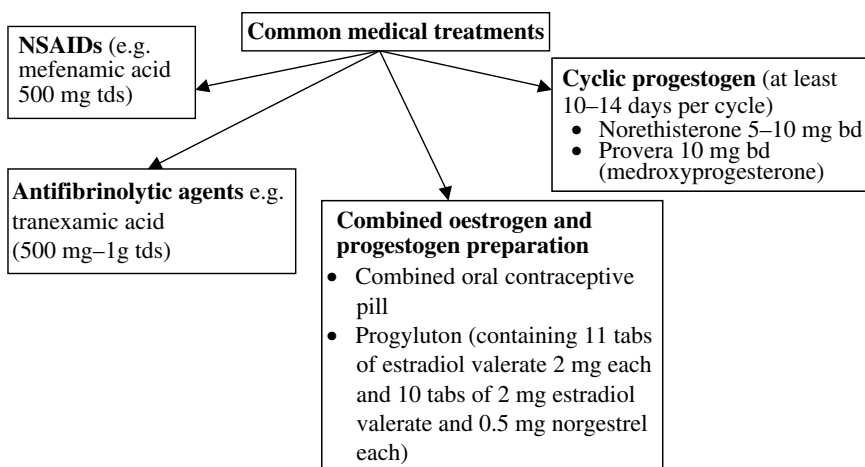 Common medical treatments
NSAIDs (e.g.
mefenamic acid
500 mg tds)
Antifibrinolytic agents e.g.
tranexamic acid
(500 mg–1g tds)
Combined oestrogen and
progestogen preparation
• Combined oral contraceptive
pill
• Progyluton (containing 11 tabs
of estradiol valerate 2 mg each
and 10 tabs of 2 mg estradiol
valerate and 0.5 mg norgestrel
each)
Cyclic progestogen (at least
10–14 days per cycle)
• Norethisterone 5–10 mg bd
• Provera 10 mg bd
(medroxyprogesterone)